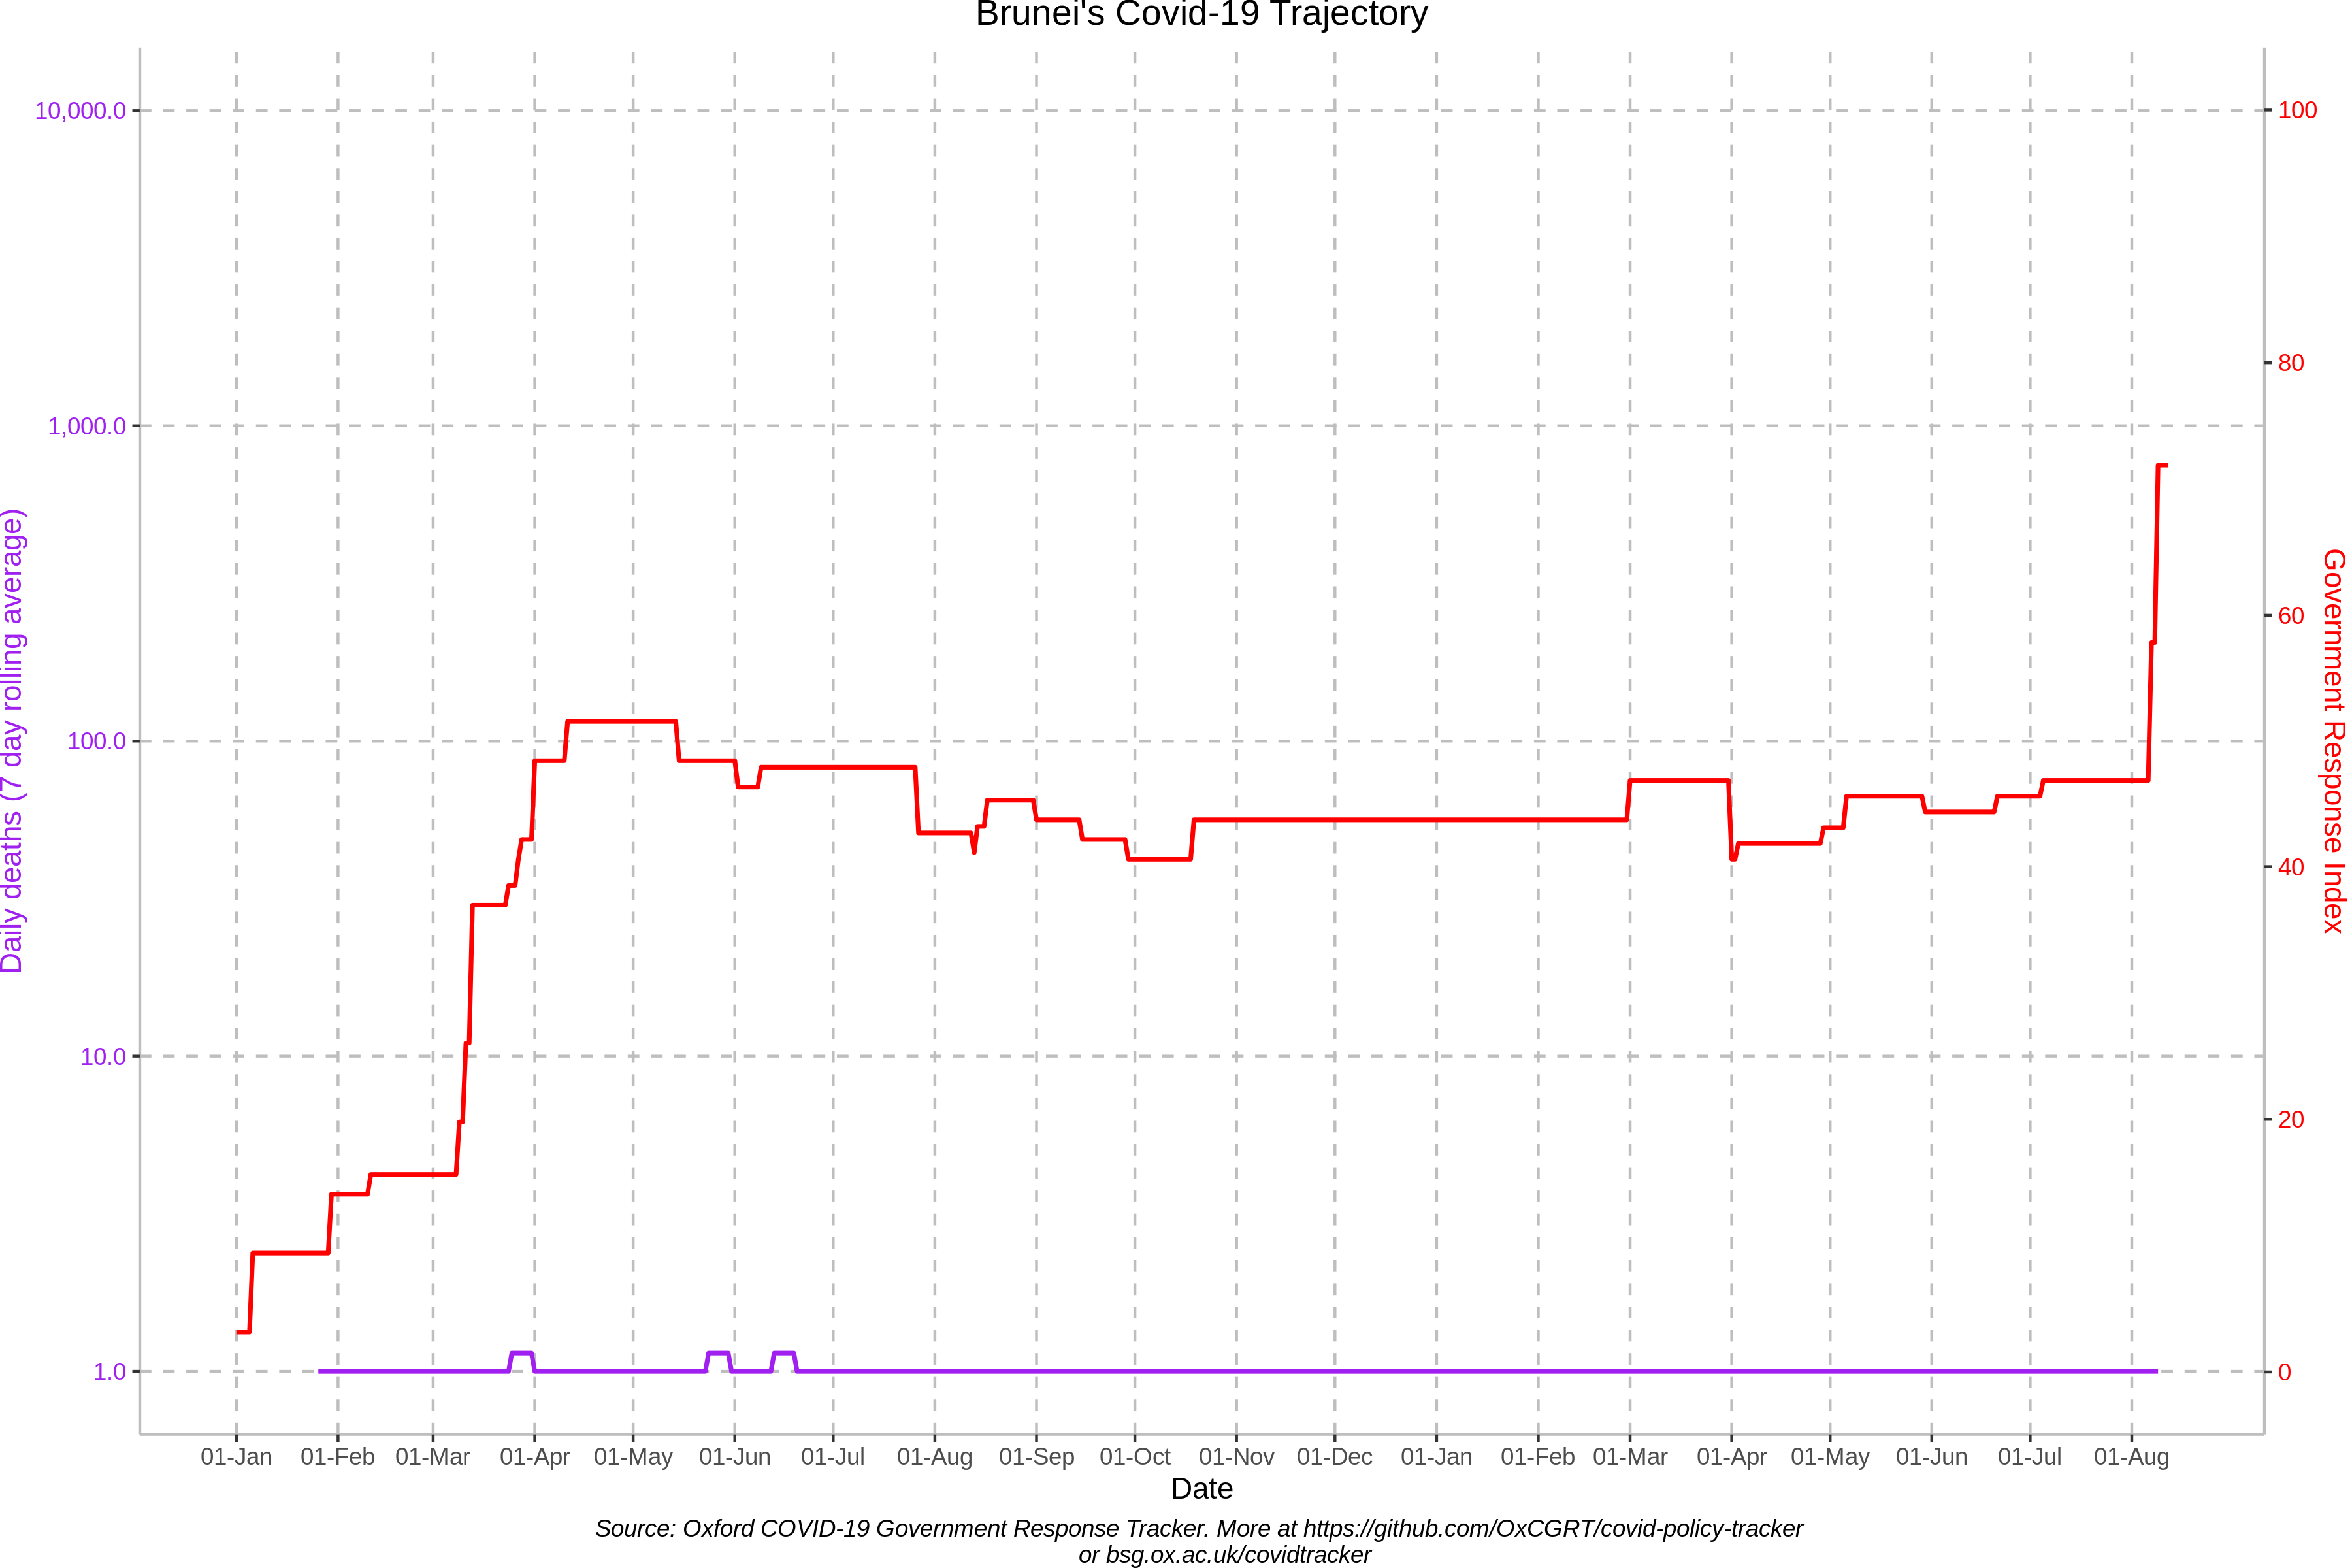 Brunei's Covid-19 Trajectory
10,000.0
1,000.0
100.0
10.0
1.0
Daily deaths (7 day rolling average)
100
80
60
40
20
0
Government Response Index
01-Jan 01-Feb 01-Mar 01-Apr 01-May 01-Jun 01-Jul 01-Aug 01-Sep 01-Oct 01-Nov 01-Dec 01-Jan 01-Feb 01-Mar 01-Apr 01-May 01-Jun 01-Jul 01-Aug
Date
Source: Oxford COVID-19 Government Response Tracker. More at https://github.com/OxCGRT/covid-policy-tracker
or bsg.ox.ac.uk/covidtracker